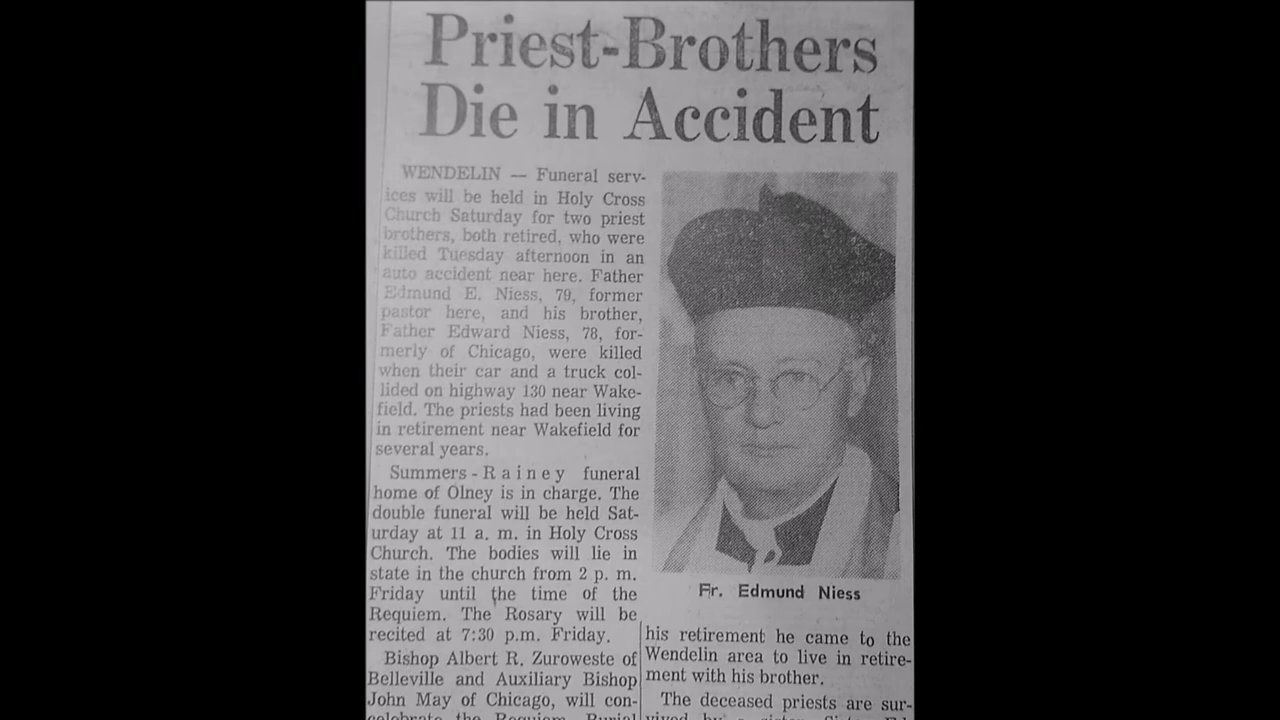 Priest-Brothers
Die in Accident
WENDELIN — Funeral serv-
ices will be held in Holy Cross
Church Saturday for two priest
brothers, both retired, who were
killed Tuesday afternoon in an
auto accident near here. Father
Edmund E. Niess, 79, former
pastor here, and his brother,
Father Edward Niess, 78, for-
merly of Chicago, were killed
when their car and a truck col-
lided on highway 130 near Wake-
field. The priests had been living
in retirement near Wakefield for
several years.
Summers - Rainey funeral
home of Olney is in charge. The
double funeral will be held Sat-
urday at 11 a. m. in Holy Cross
Church. The bodies will lie in
state in the church from 2 p. m.
Friday until the time of the
Requiem. The Rosary will be
recited at 7:30 p.m. Friday.
Bishop Albert R. Zuroweste of
Belleville and Auxiliary Bishop
John May of Chicago, will con-
celebrate the Requiem. Burial
Fr. Edmund Niess
his retirement he came to the
Wendelin area to live in retire-
ment with his brother.
The deceased priests are sur-
vived by a sister, Sister